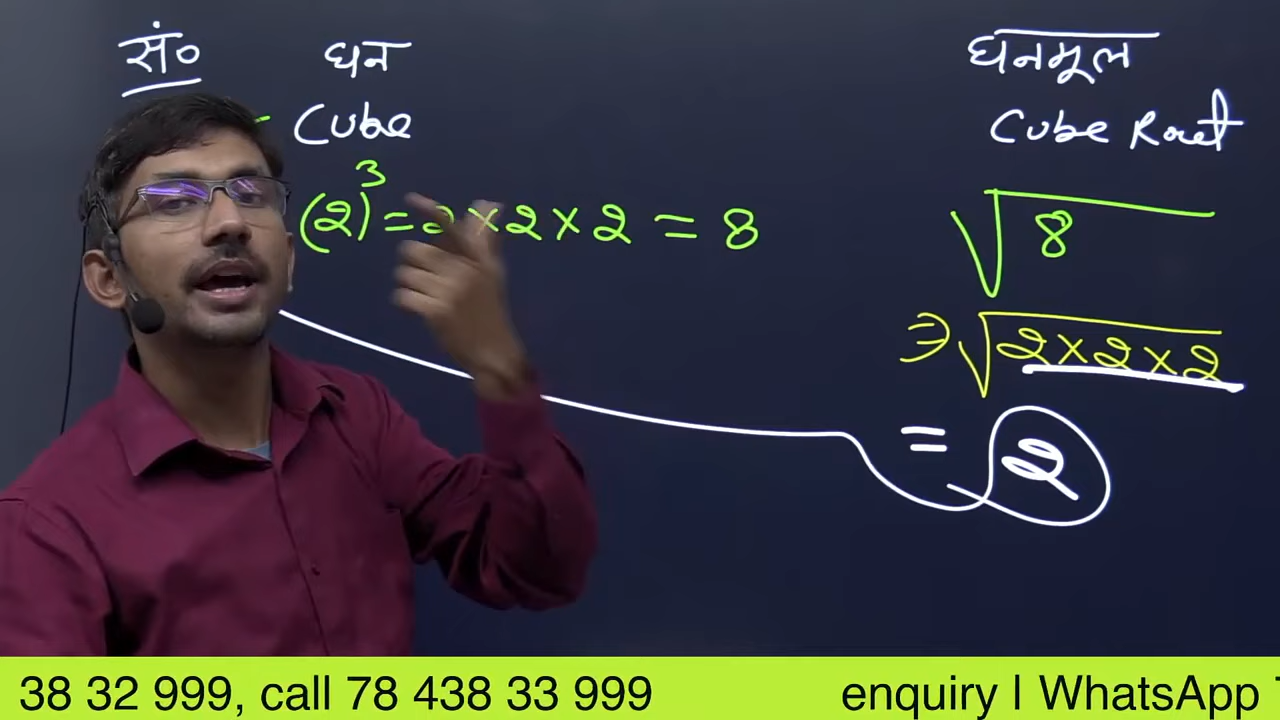 सं० घन घनमूल
Cube Cube Root
(2)³ = 2 × 2 × 2 = 8 √8
⇒ √2 × 2 × 2
= 2
38 32 999, call 78 438 33 999 enquiry | WhatsApp